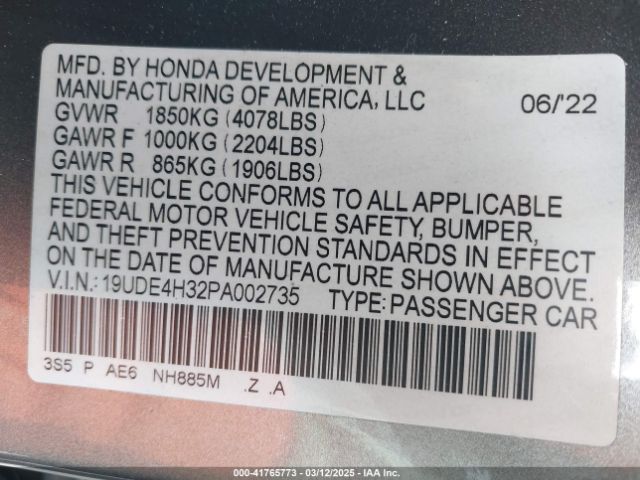 MFD. BY HONDA DEVELOPMENT &
MANUFACTURING OF AMERICA, LLC 06/'22
GVWR 1850KG (4078LBS)
GAWR F 1000KG (2204LBS)
GAWR R 865KG (1906LBS)
THIS VEHICLE CONFORMS TO ALL APPLICABLE
FEDERAL MOTOR VEHICLE SAFETY, BUMPER,
AND THEFT PREVENTION STANDARDS IN EFFECT
ON THE DATE OF MANUFACTURE SHOWN ABOVE.
V.I.N.:19UDE4H32PA002735 TYPE:PASSENGER CAR
3S5 P AE6 NH885M .Z .A
000-41765773 - 03/12/2025 - IAA Inc.